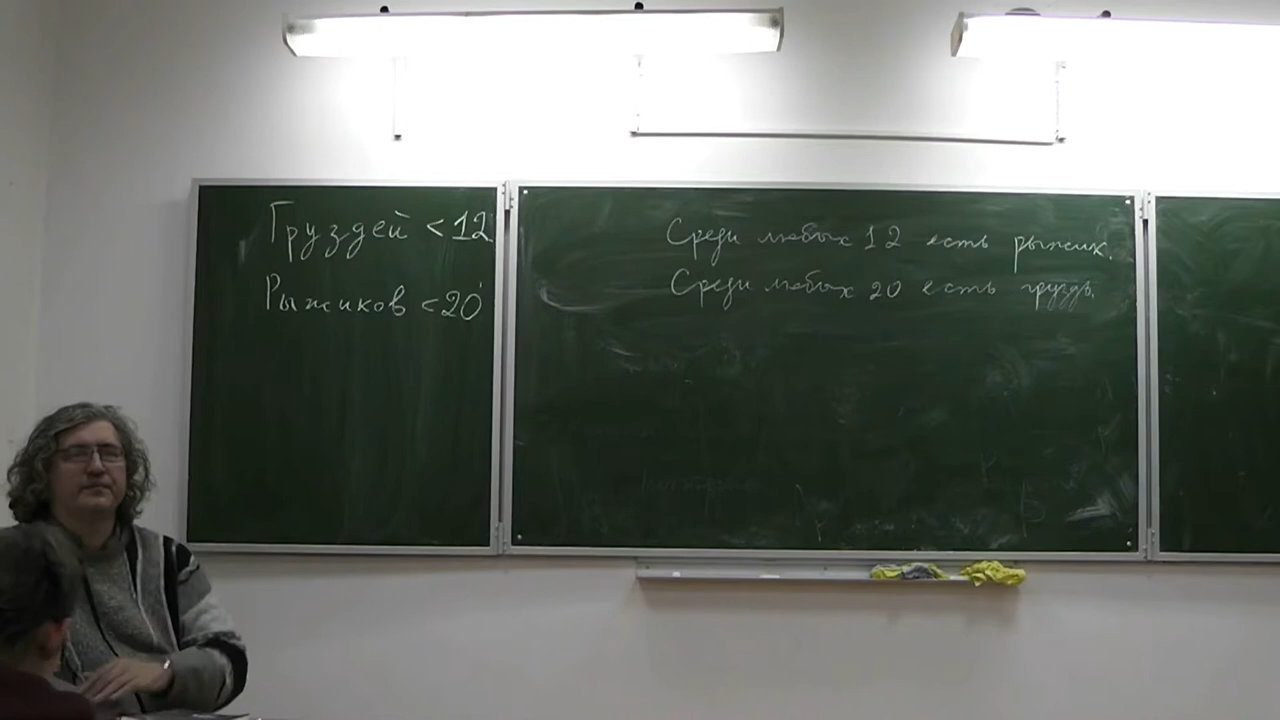 Груздей < 12
Рыжиков < 20
Среди любых 12 есть рыжик.
Среди любых 20 есть груздь.